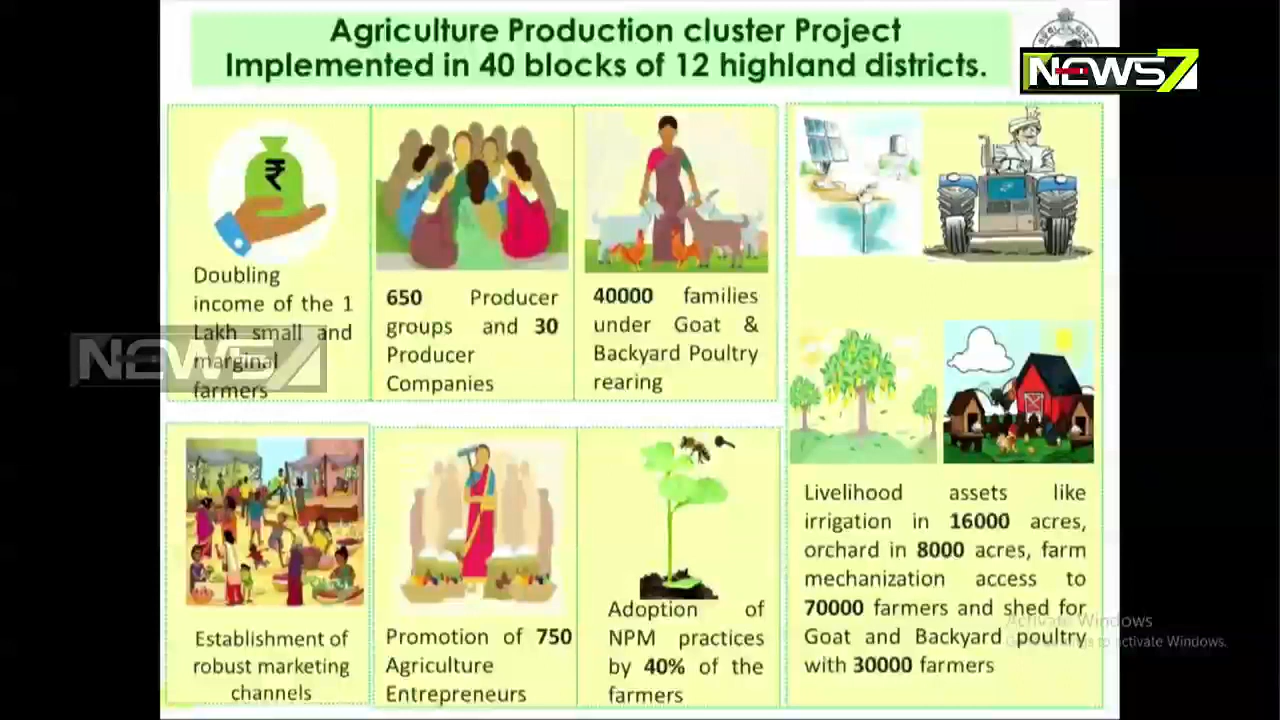 Agriculture Production cluster Project
Implemented in 40 blocks of 12 highland districts.
NEWS7
₹
Doubling
income of the 1
Lakh small and
marginal
farmers
650 Producer
groups and 30
Producer
Companies
40000 families
under Goat &
Backyard Poultry
rearing
NEWS7
Establishment of
robust marketing
channels
Promotion of 750
Agriculture
Entrepreneurs
Adoption of
NPM practices
by 40% of the
farmers
Livelihood assets like
irrigation in 16000 acres,
orchard in 8000 acres, farm
mechanization access to
70000 farmers and shed for
Goat and Backyard poultry
with 30000 farmers
Activate Windows
to activate Windows.